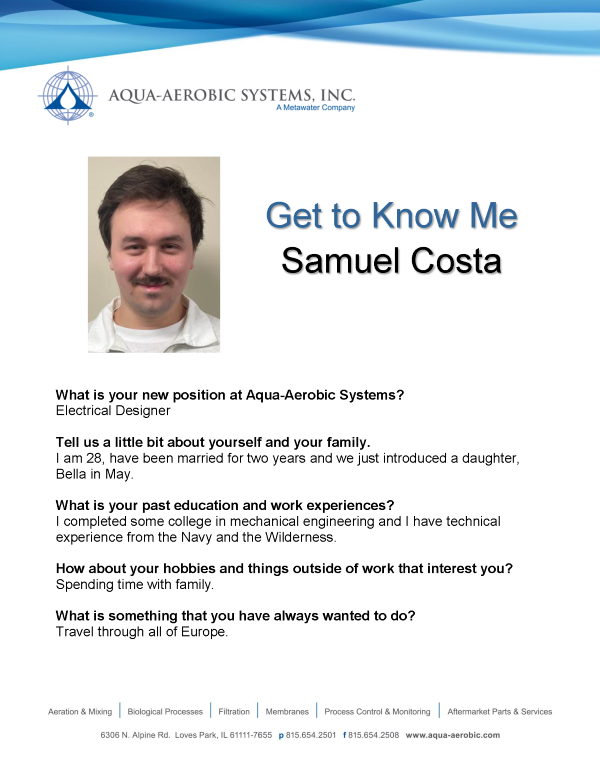 AQUA-AEROBIC SYSTEMS, INC.
A Metawater Company
®
Get to Know Me
Samuel Costa
What is your new position at Aqua-Aerobic Systems?
Electrical Designer
Tell us a little bit about yourself and your family.
I am 28, have been married for two years and we just introduced a daughter,
Bella in May.
What is your past education and work experiences?
I completed some college in mechanical engineering and I have technical
experience from the Navy and the Wilderness.
How about your hobbies and things outside of work that interest you?
Spending time with family.
What is something that you have always wanted to do?
Travel through all of Europe.
Aeration & Mixing | Biological Processes | Filtration | Membranes | Process Control & Monitoring | Aftermarket Parts & Services
6306 N. Alpine Rd. Loves Park, IL 61111-7655 p 815.654.2501 f 815.654.2508 www.aqua-aerobic.com